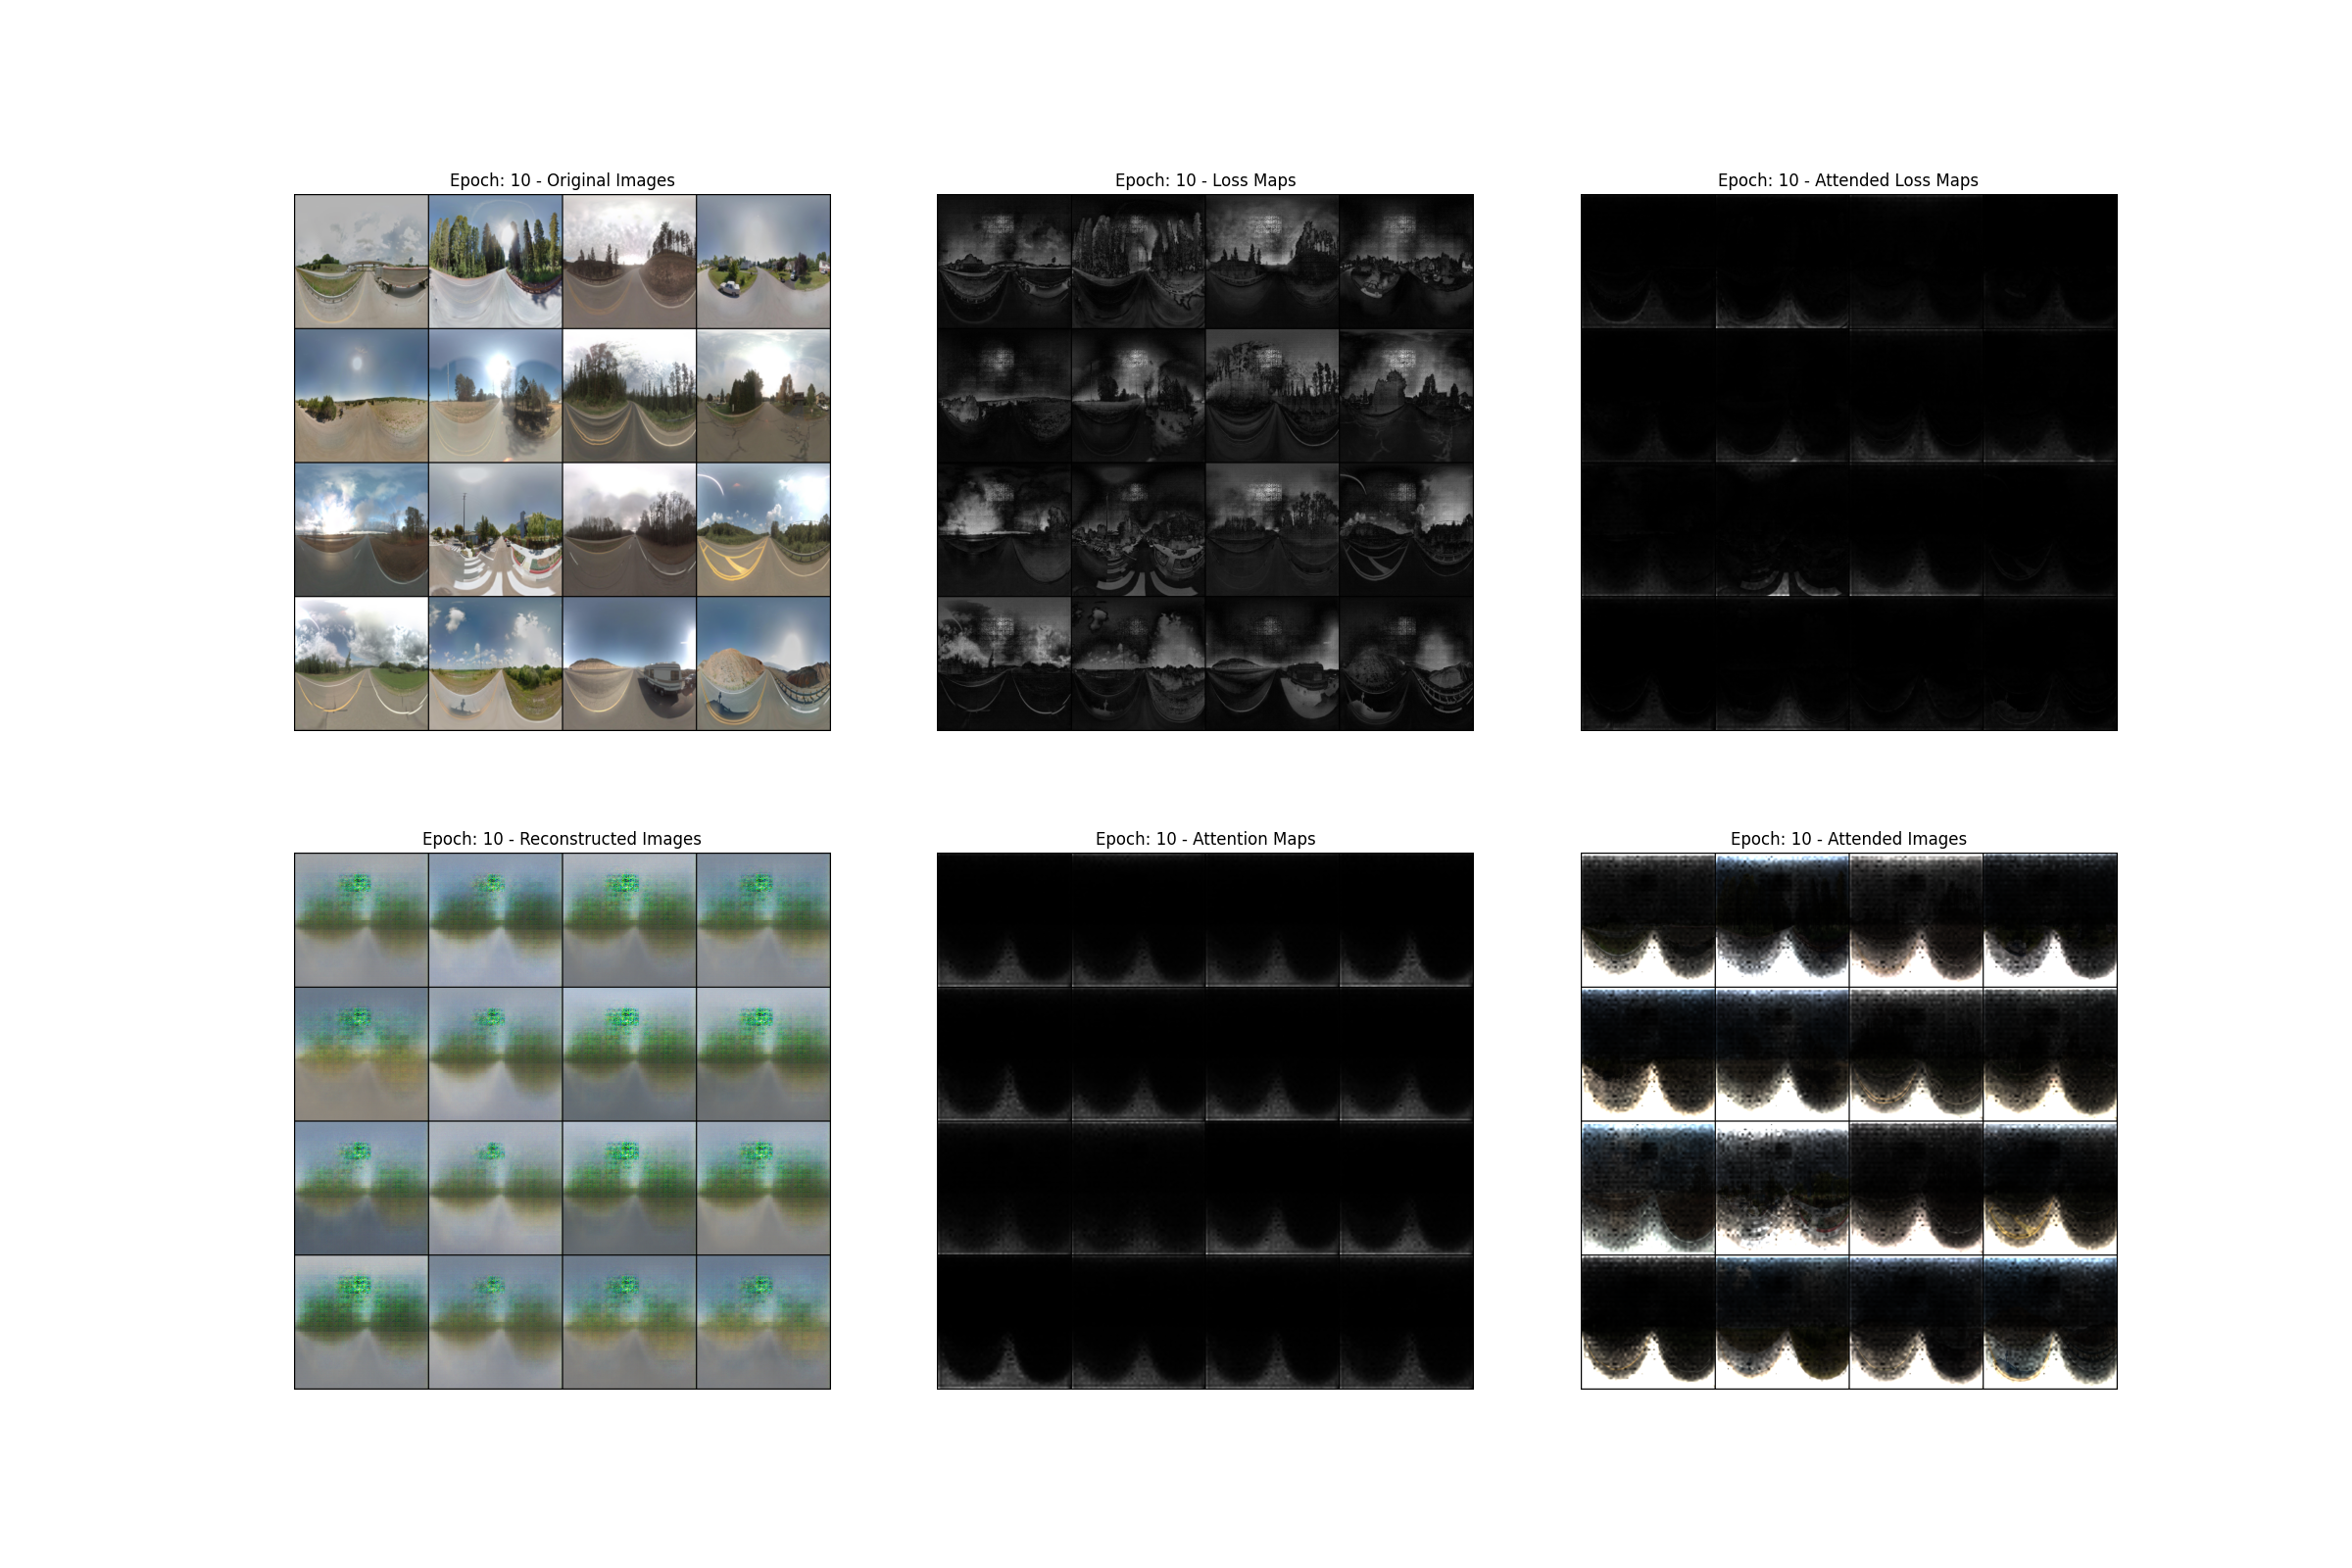 Epoch: 10 - Original Images
Epoch: 10 - Loss Maps
Epoch: 10 - Attended Loss Maps
Epoch: 10 - Reconstructed Images
Epoch: 10 - Attention Maps
Epoch: 10 - Attended Images